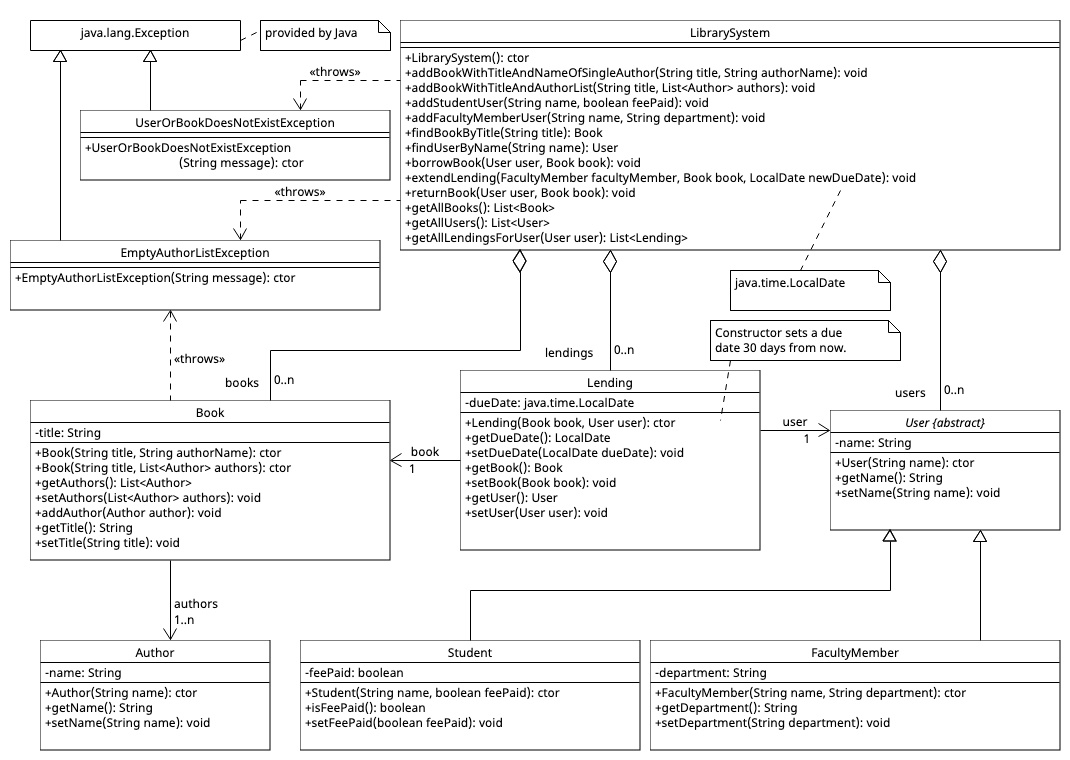 java.lang.Exception
provided by Java
LibrarySystem
+LibrarySystem(): ctor
+addBookWithTitleAndNameOfSingleAuthor(String title, String authorName): void
+addBookWithTitleAndAuthorList(String title, List<Author> authors): void
+addStudentUser(String name, boolean feePaid): void
+addFacultyMemberUser(String name, String department): void
+findBookByTitle(String title): Book
+findUserByName(String name): User
+borrowBook(User user, Book book): void
+extendLending(FacultyMember facultyMember, Book book, LocalDate newDueDate): void
+returnBook(User user, Book book): void
+getAllBooks(): List<Book>
+getAllUsers(): List<User>
+getAllLendingsForUser(User user): List<Lending>
«throws»
UserOrBookDoesNotExistException
+UserOrBookDoesNotExistException
(String message): ctor
«throws»
EmptyAuthorListException
+EmptyAuthorListException(String message): ctor
java.time.LocalDate
Constructor sets a due
date 30 days from now.
«throws»
books
0..n
lendings
0..n
users
0..n
Book
-title: String
+Book(String title, String authorName): ctor
+Book(String title, List<Author> authors): ctor
+getAuthors(): List<Author>
+setAuthors(List<Author> authors): void
+addAuthor(Author author): void
+getTitle(): String
+setTitle(String title): void
book
1
Lending
-dueDate: java.time.LocalDate
+Lending(Book book, User user): ctor
+getDueDate(): LocalDate
+setDueDate(LocalDate dueDate): void
+getBook(): Book
+setBook(Book book): void
+getUser(): User
+setUser(User user): void
user
1
User {abstract}
-name: String
+User(String name): ctor
+getName(): String
+setName(String name): void
authors
1..n
Author
-name: String
+Author(String name): ctor
+getName(): String
+setName(String name): void
Student
-feePaid: boolean
+Student(String name, boolean feePaid): ctor
+isFeePaid(): boolean
+setFeePaid(boolean feePaid): void
FacultyMember
-department: String
+FacultyMember(String name, String department): ctor
+getDepartment(): String
+setDepartment(String department): void